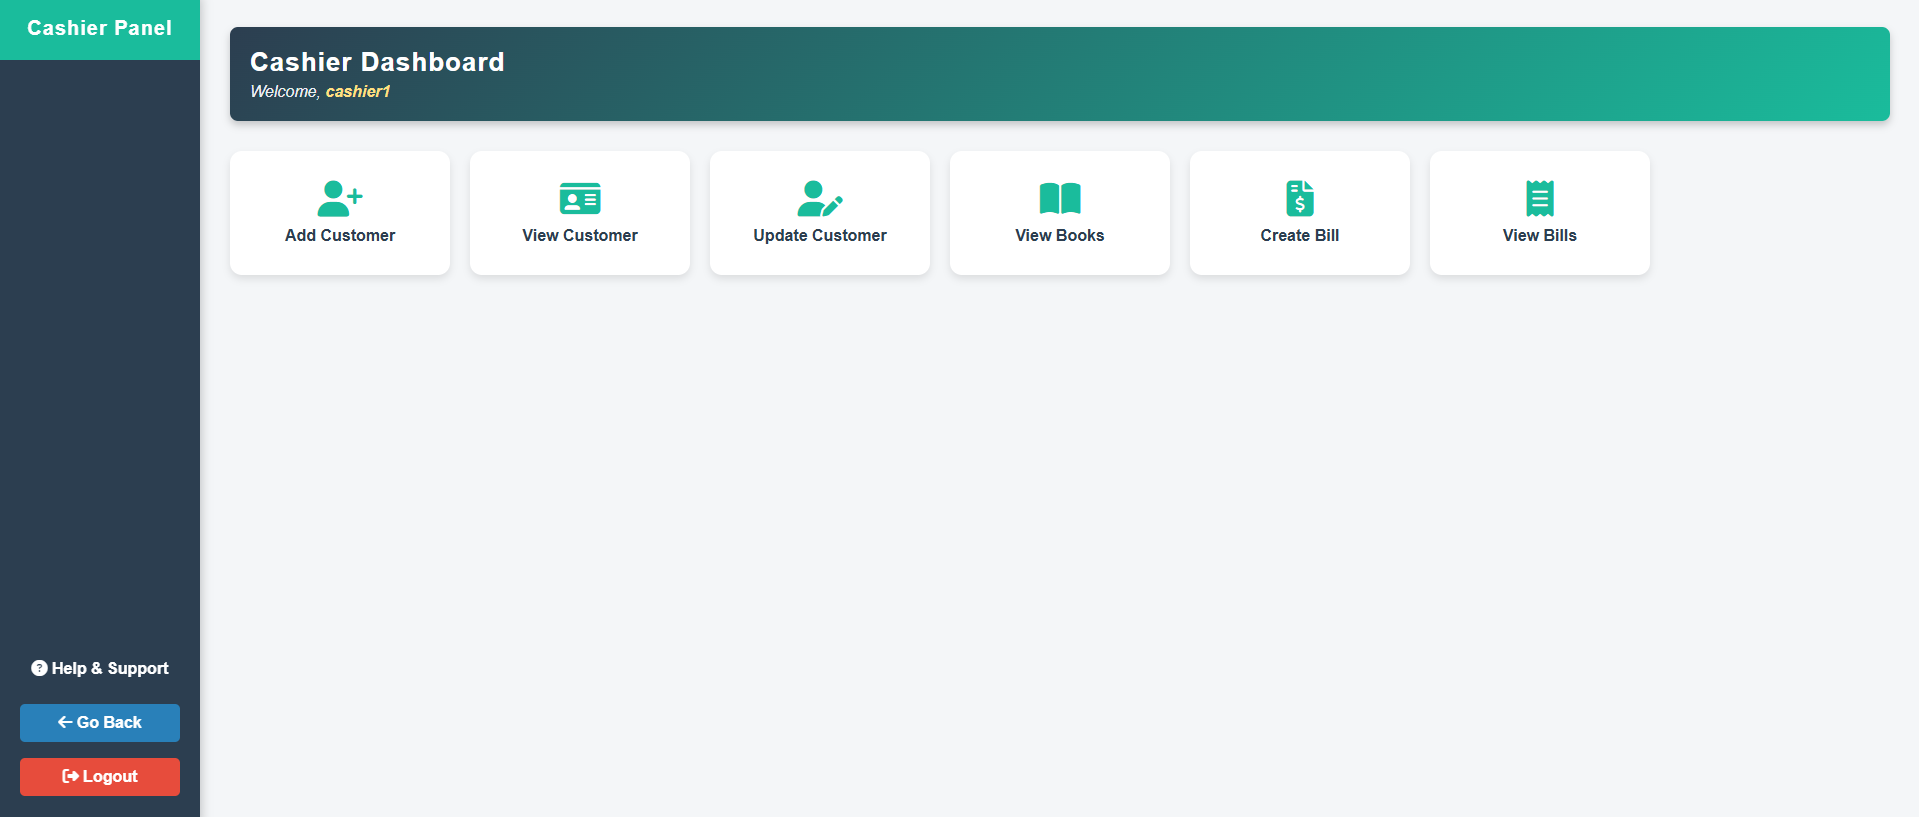 Cashier Panel
Cashier Dashboard
Welcome, cashier1
Add Customer
View Customer
Update Customer
View Books
Create Bill
View Bills
Help & Support
Go Back
Logout